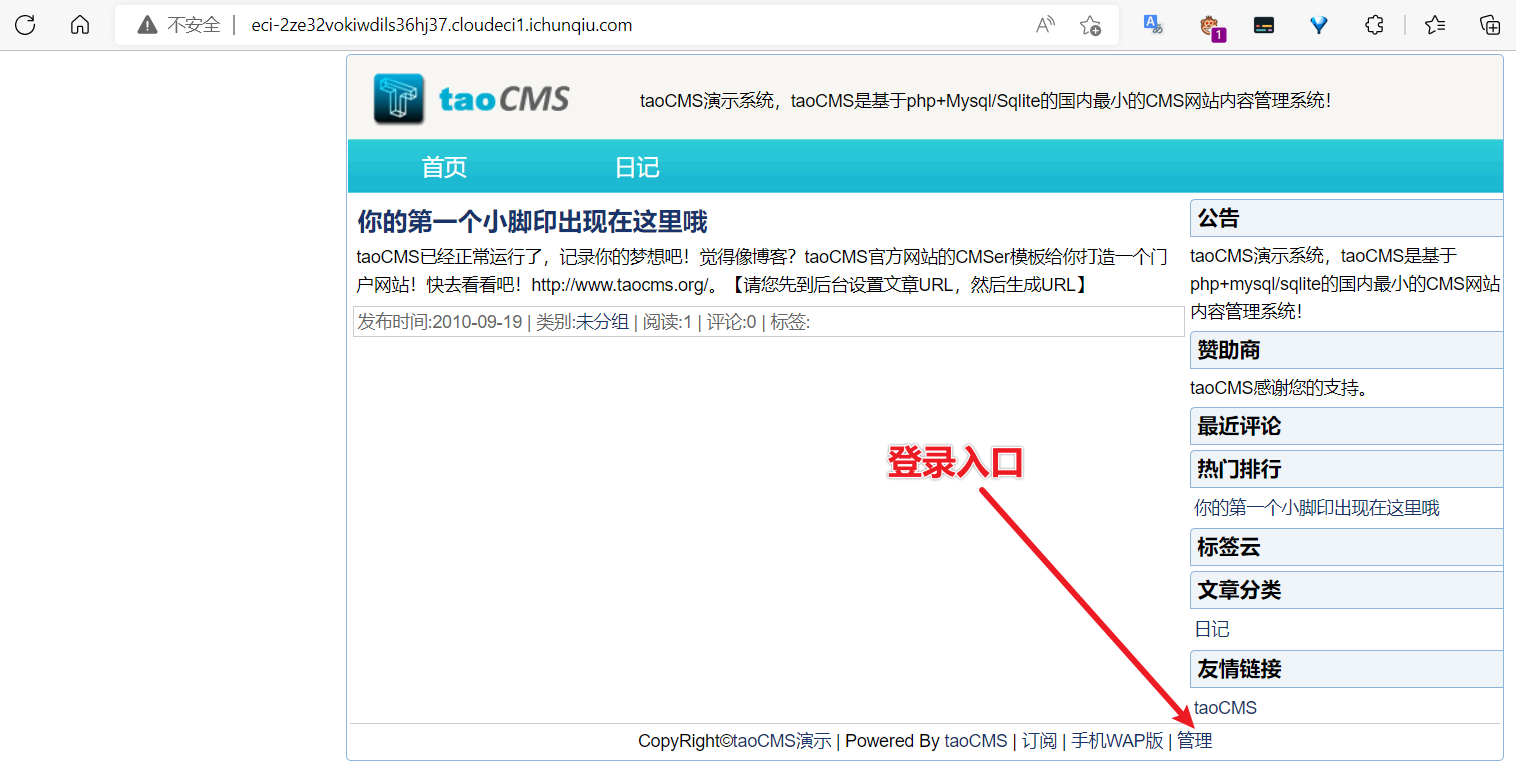 不安全 | eci-2ze32vokiwdils36hj37.cloudeci1.ichunqiu.com
1
taoCMS
taoCMS演示系统，taoCMS是基于php+Mysql/Sqlite的国内最小的CMS网站内容管理系统！
首页 日记
你的第一个小脚印出现在这里哦
taoCMS已经正常运行了，记录你的梦想吧！觉得像博客？taoCMS官方网站的CMSer模板给你打造一个门
户网站！快去看看吧！http://www.taocms.org/。【请您先到后台设置文章URL，然后生成URL】
发布时间:2010-09-19 | 类别:未分组 | 阅读:1 | 评论:0 | 标签:
公告
taoCMS演示系统，taoCMS是基于
php+mysql/sqlite的国内最小的CMS网站
内容管理系统！
赞助商
taoCMS感谢您的支持。
最近评论
热门排行
你的第一个小脚印出现在这里哦
标签云
文章分类
日记
友情链接
taoCMS
登录入口
CopyRight©taoCMS演示 | Powered By taoCMS | 订阅 | 手机WAP版 | 管理